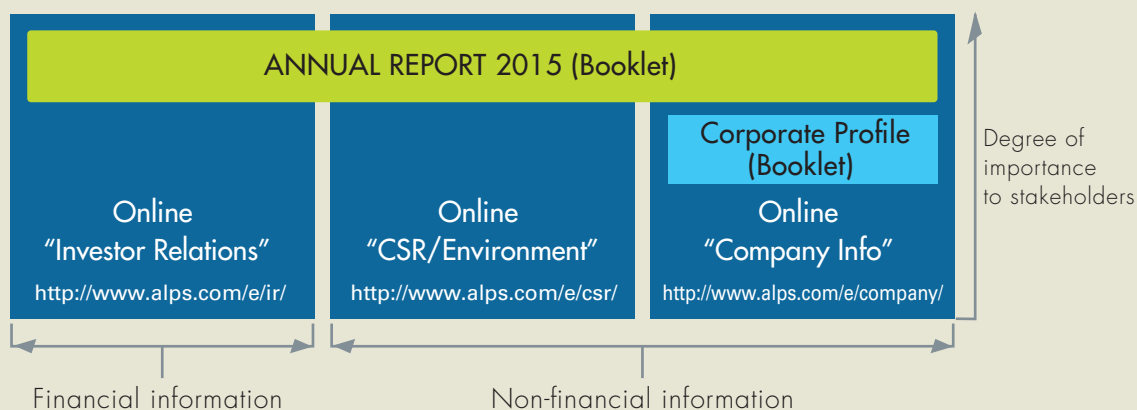 ANNUAL REPORT 2015 (Booklet)
Corporate Profile
(Booklet)
Degree of
importance
to stakeholders
Online
“Investor Relations”
http://www.alps.com/e/ir/
Online
“CSR/Environment”
http://www.alps.com/e/csr/
Online
“Company Info”
http://www.alps.com/e/company/
Financial information
Non-financial information